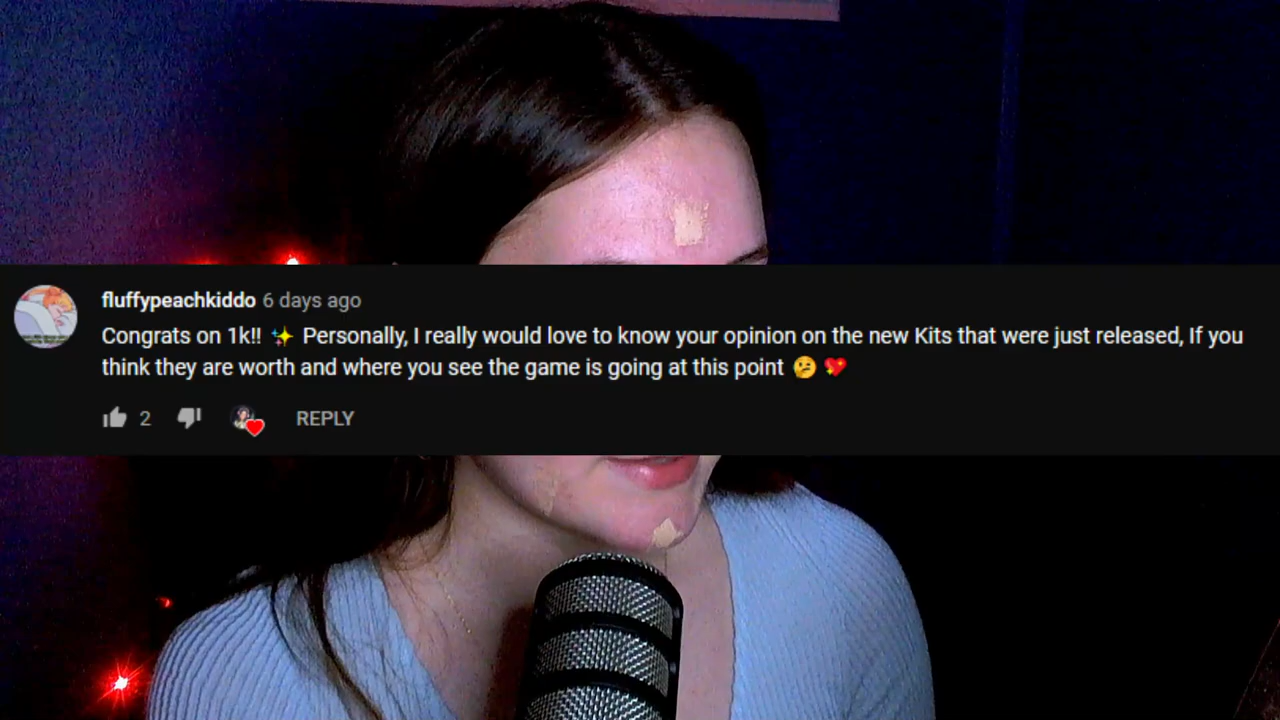 fluffypeachkiddo 6 days ago
Congrats on 1k!! ✨ Personally, I really would love to know your opinion on the new Kits that were just released, If you
think they are worth and where you see the game is going at this point 🤔 💖
2 REPLY